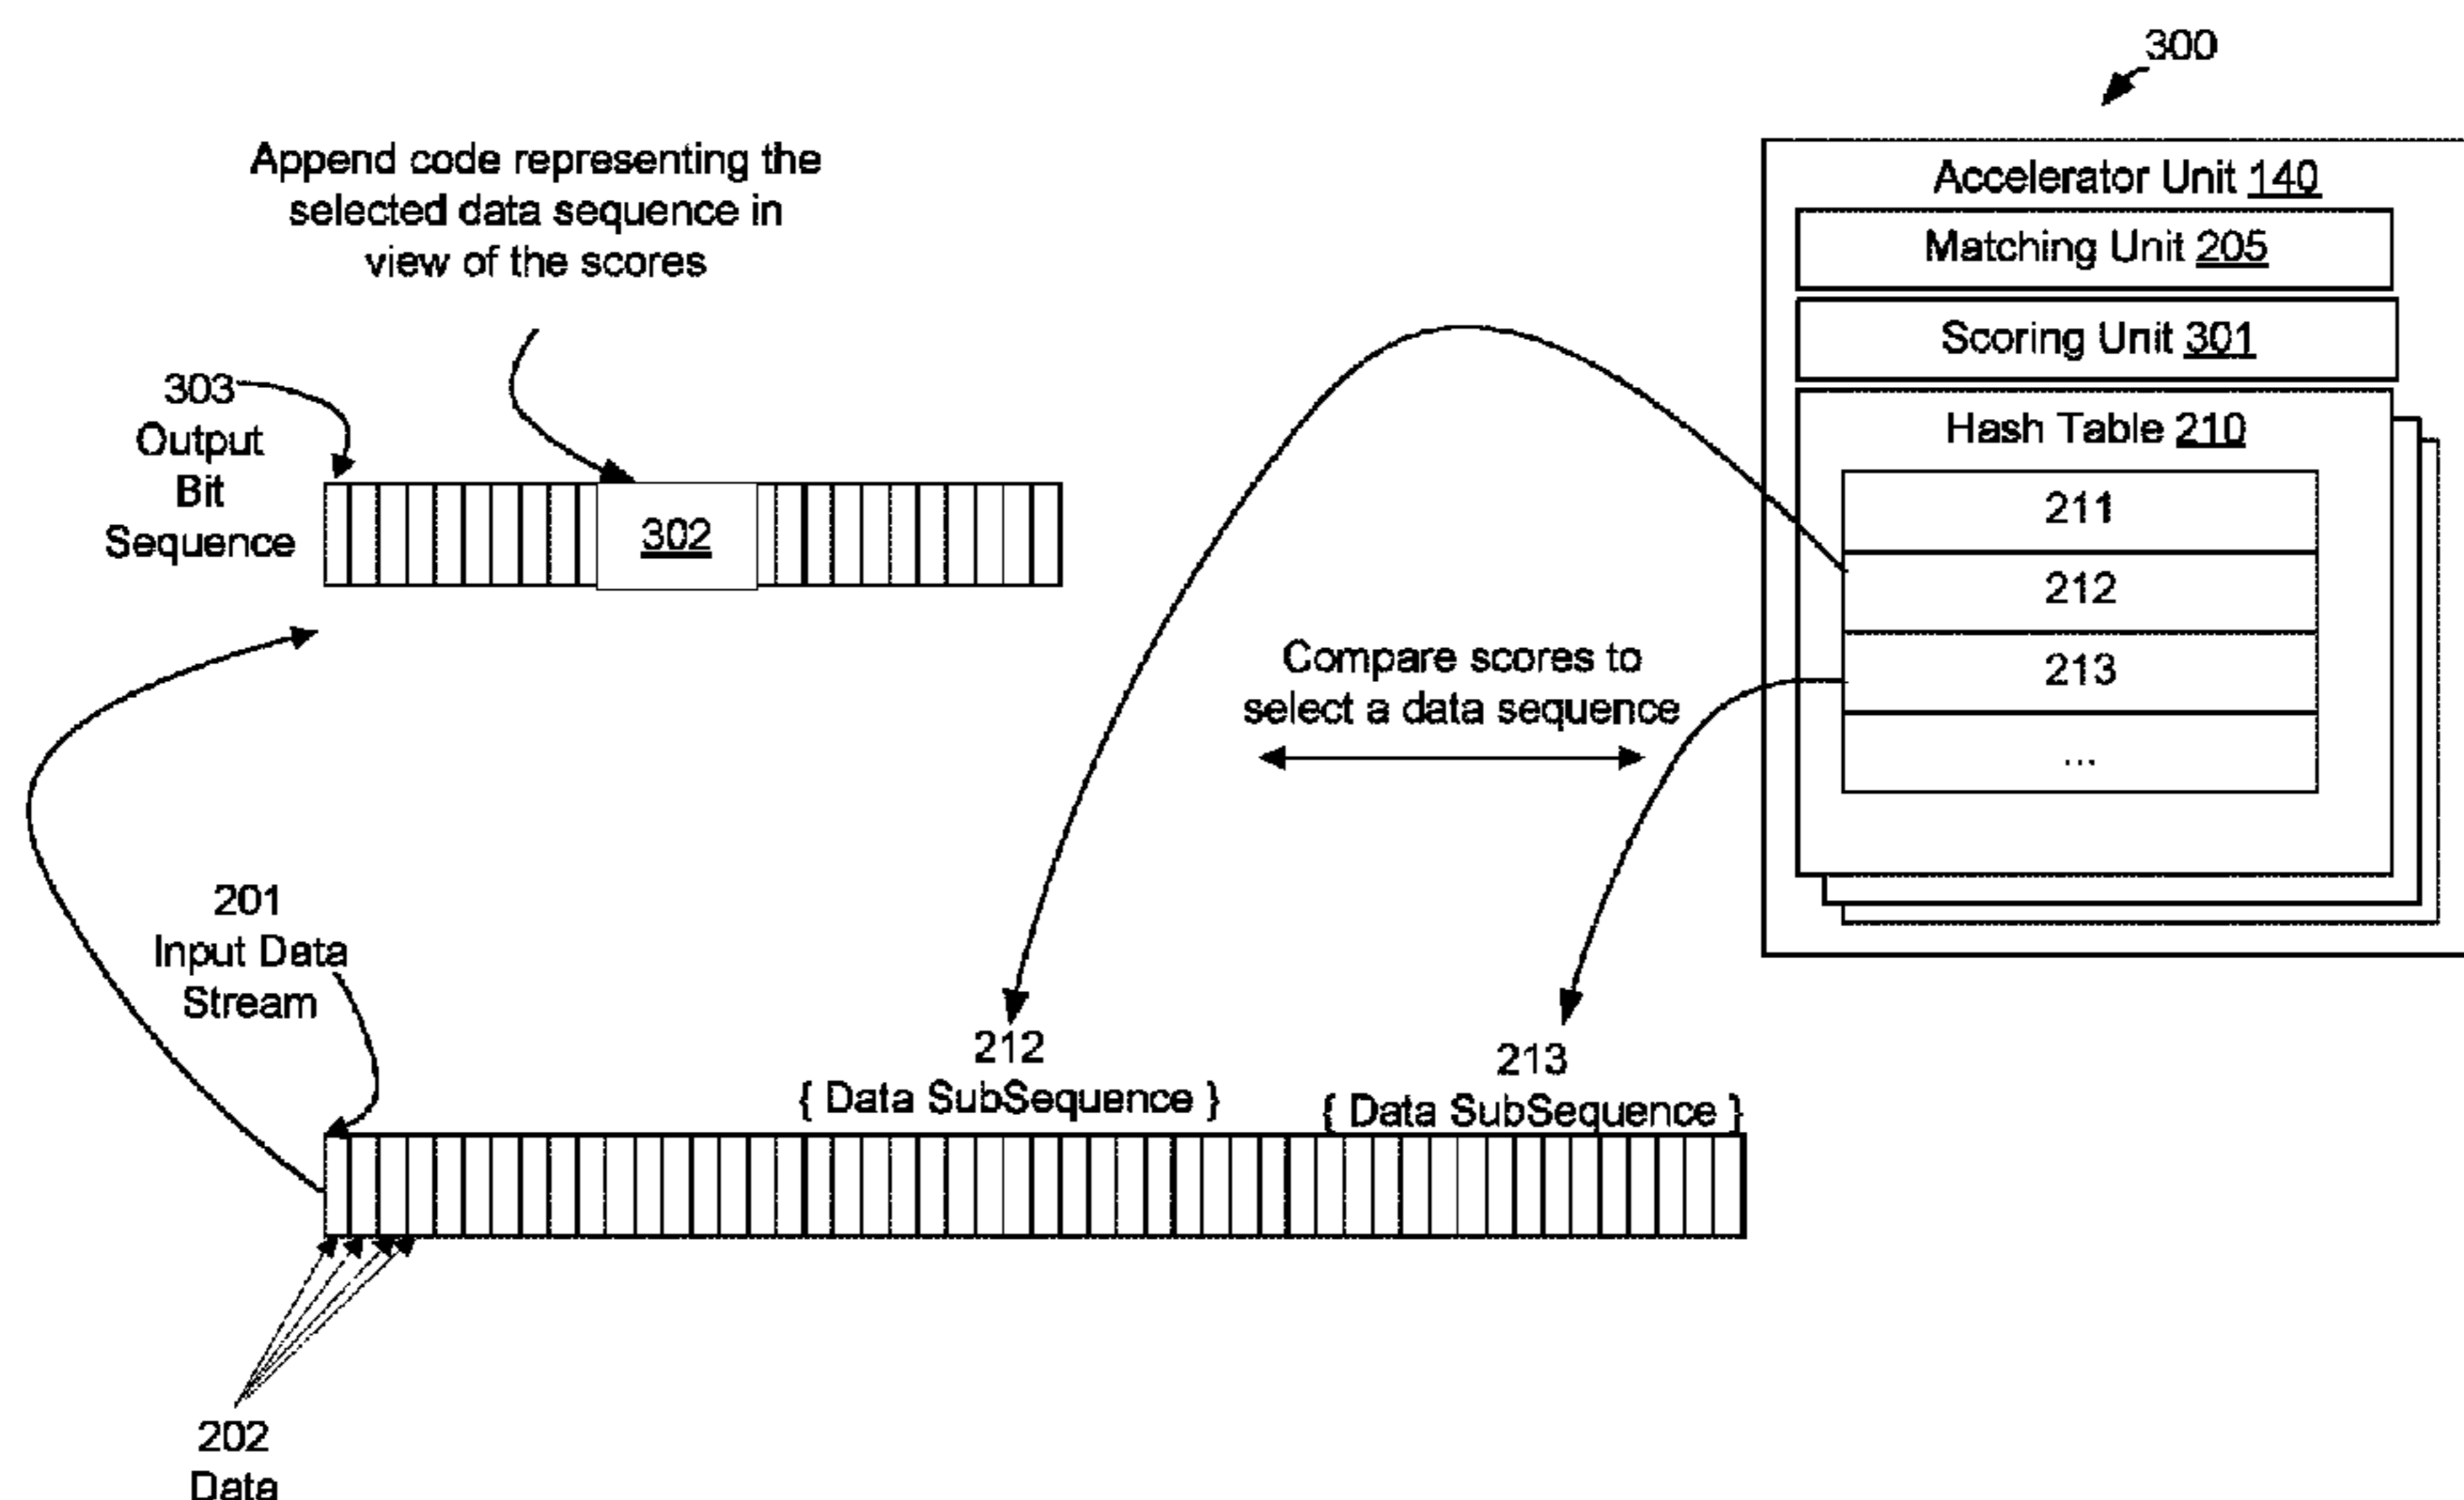 300
Append code representing the
selected data sequence in
view of the scores
Accelerator Unit 140
Matching Unit 205
Scoring Unit 301
Hash Table 210
211
212
213
...
303
Output
Bit
Sequence
302
Compare scores to
select a data sequence
201
Input Data
Stream
212
{ Data SubSequence }
213
{ Data SubSequence }
202
Data